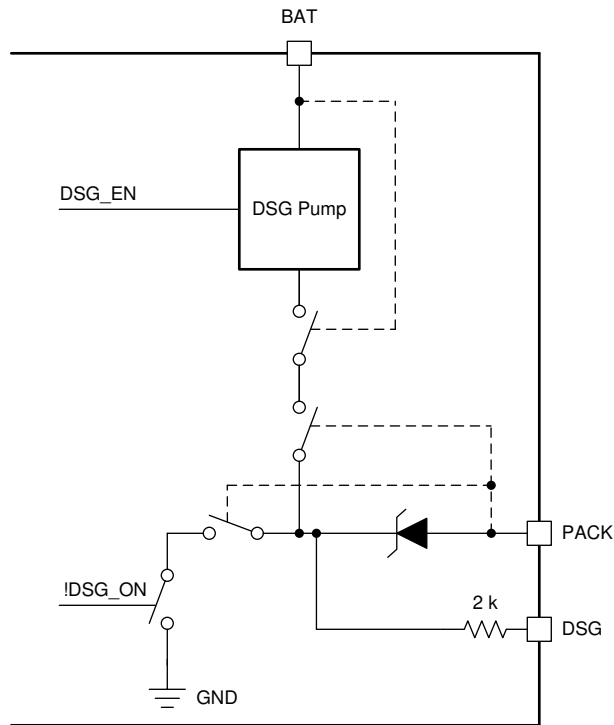 BAT
DSG_EN
DSG Pump
PACK
!DSG_ON
2 k
DSG
GND